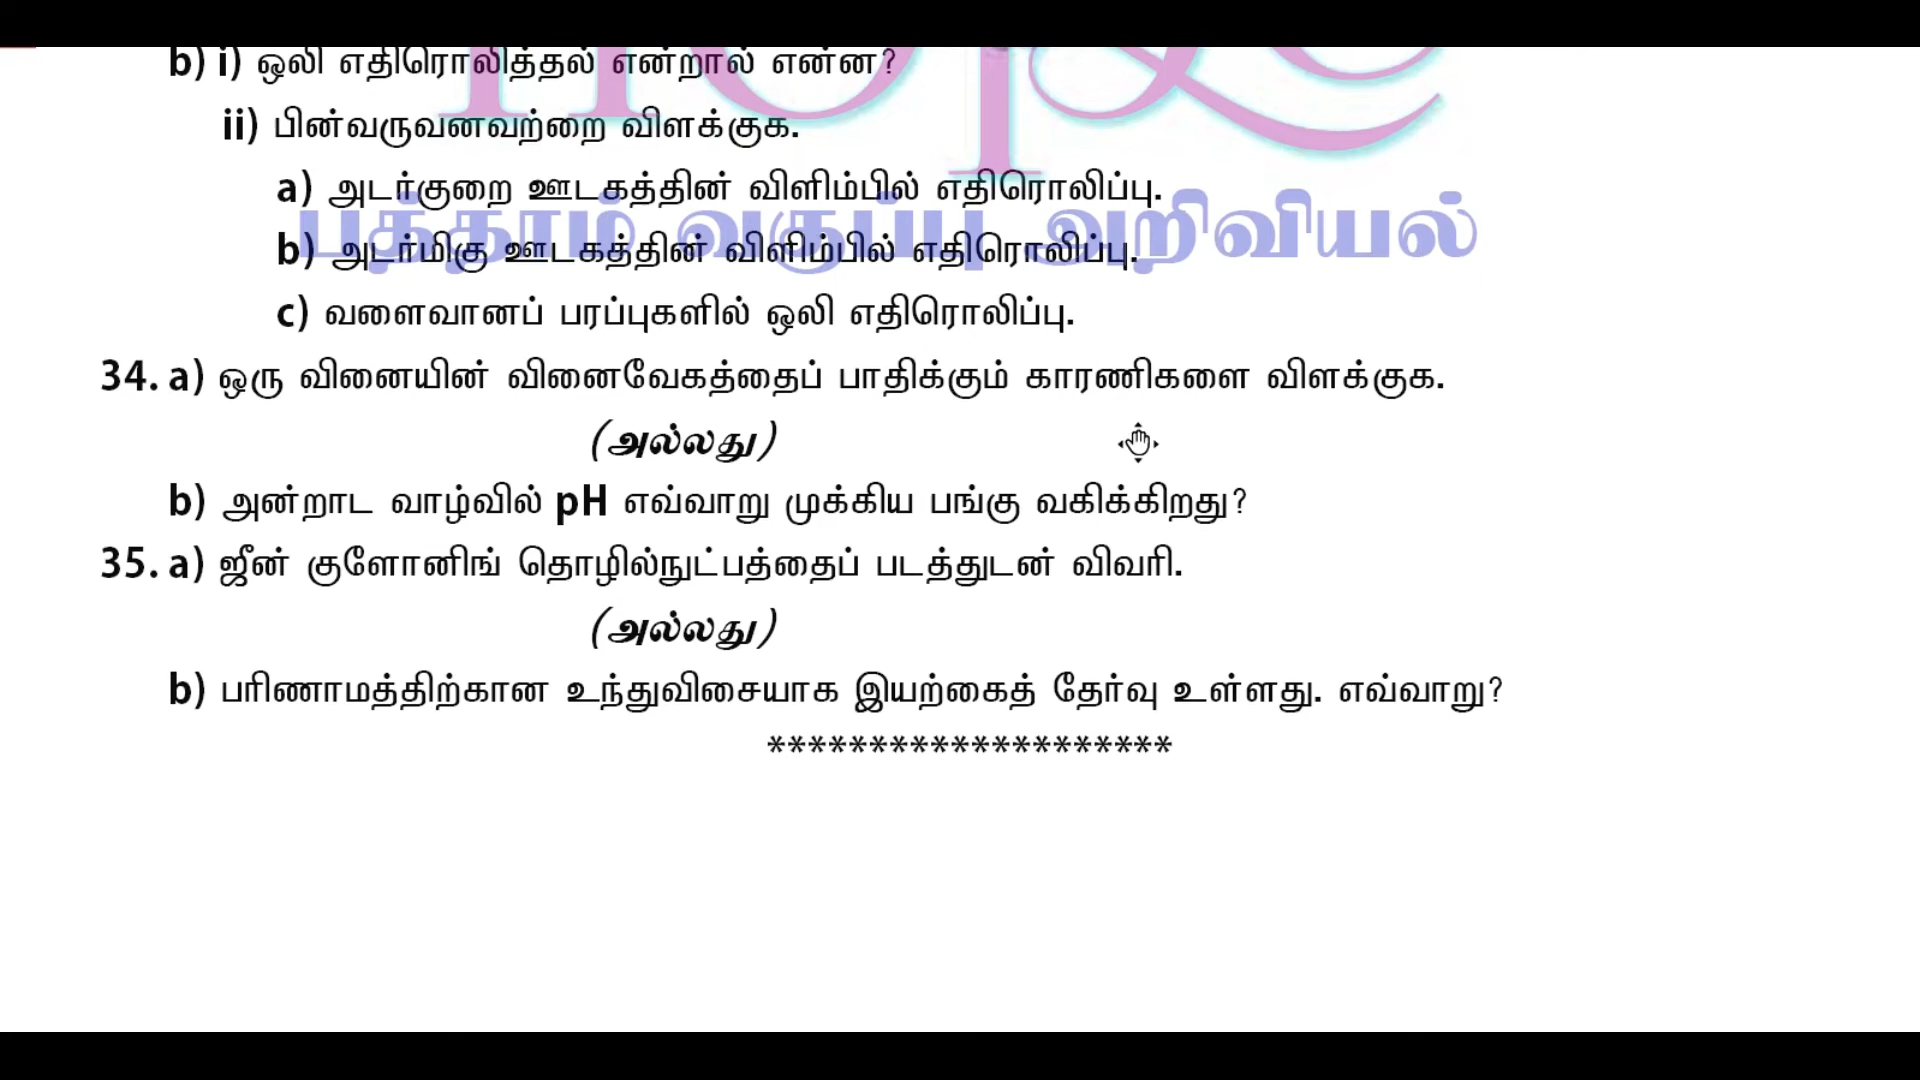 b) i) ஒலி எதிரொலித்தல் என்றால் என்ன?
ii) பின்வருவனவற்றை விளக்குக.
a) அடர்குறை ஊடகத்தின் விளிம்பில் எதிரொலிப்பு.
பத்தாம் வகுப்பு அறிவியல்
b) அடர்மிகு ஊடகத்தின் விளிம்பில் எதிரொலிப்பு.
c) வளைவானப் பரப்புகளில் ஒலி எதிரொலிப்பு.
34. a) ஒரு வினையின் வினைவேகத்தைப் பாதிக்கும் காரணிகளை விளக்குக.
(அல்லது)
b) அன்றாட வாழ்வில் pH எவ்வாறு முக்கிய பங்கு வகிக்கிறது?
35. a) ஜீன் குளோனிங் தொழில்நுட்பத்தைப் படத்துடன் விவரி.
(அல்லது)
b) பரிணாமத்திற்கான உந்துவிசையாக இயற்கைத் தேர்வு உள்ளது. எவ்வாறு?
********************